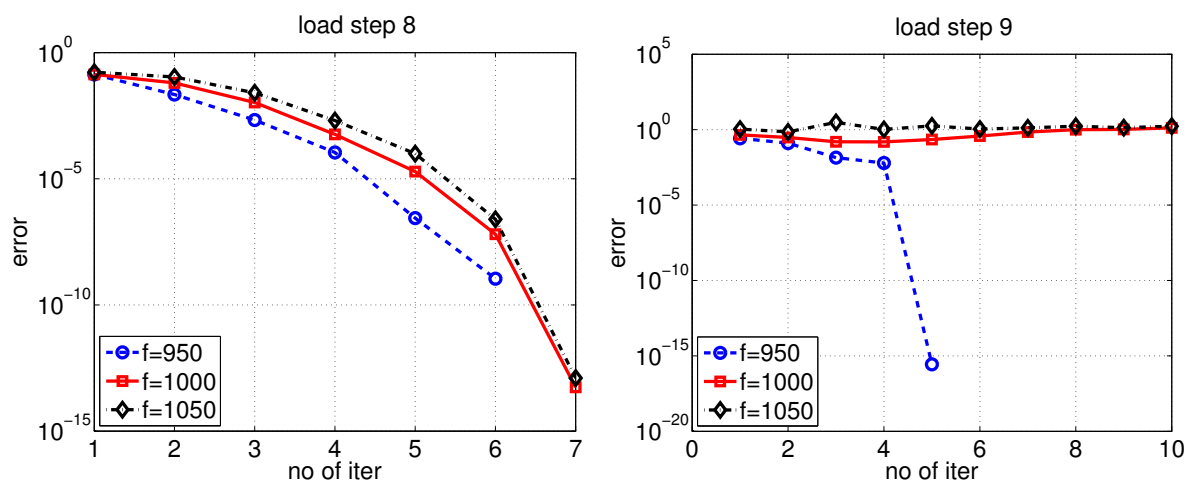 load step 8
error
10^0
10^−5
10^−10
10^−15
1 2 3 4 5 6 7
no of iter
f=950
f=1000
f=1050
load step 9
error
10^5
10^0
10^−5
10^−10
10^−15
10^−20
0 2 4 6 8 10
no of iter
f=950
f=1000
f=1050